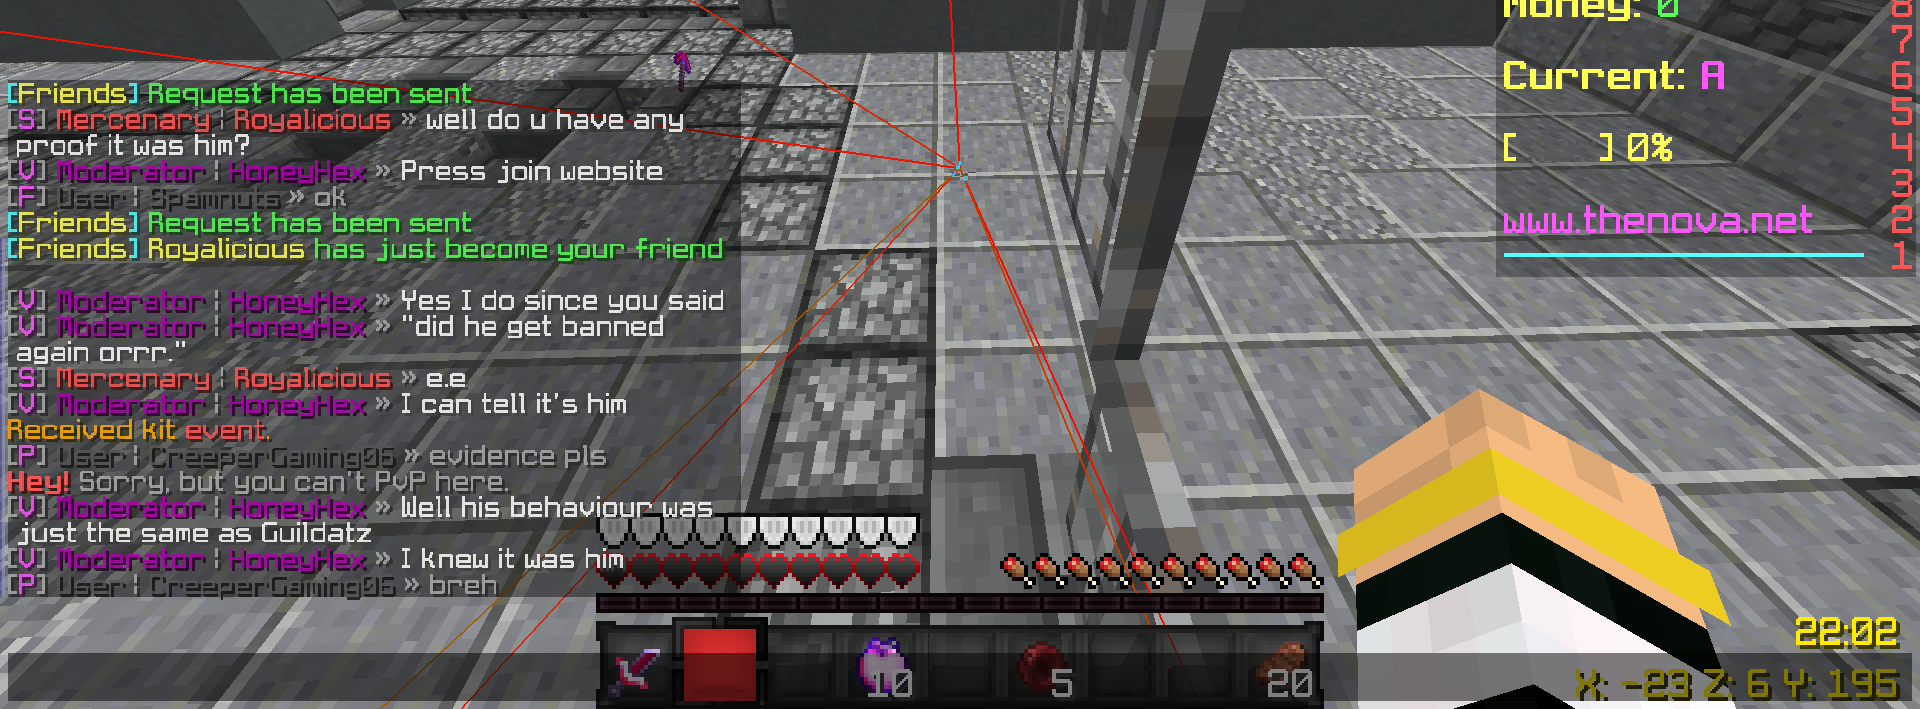 [Friends] Request has been sent
[S] Mercenary | Royalicious » well do u have any
proof it was him?
[V] Moderator | HoneyHex » Press join website
[F] User | Spamnuts » ok
[Friends] Request has been sent
[Friends] Royalicious has just become your friend
[V] Moderator | HoneyHex » Yes I do since you said
[V] Moderator | HoneyHex » "did he get banned
again orrr."
[S] Mercenary | Royalicious » e.e
[V] Moderator | HoneyHex » I can tell it's him
Received kit event.
[P] User | CreeperGaming06 » evidence pls
Hey! Sorry, but you can't PvP here.
[V] Moderator | HoneyHex » Well his behaviour was
just the same as Guildatz
[V] Moderator | HoneyHex » I knew it was him
[P] User | CreeperGaming06 » breh
Money: 0 8
7
Current: A 6
5
[ ] 0% 4
3
www.thenova.net 2
1
10
5
20
22:02
X: -23 Z: 6 Y: 195